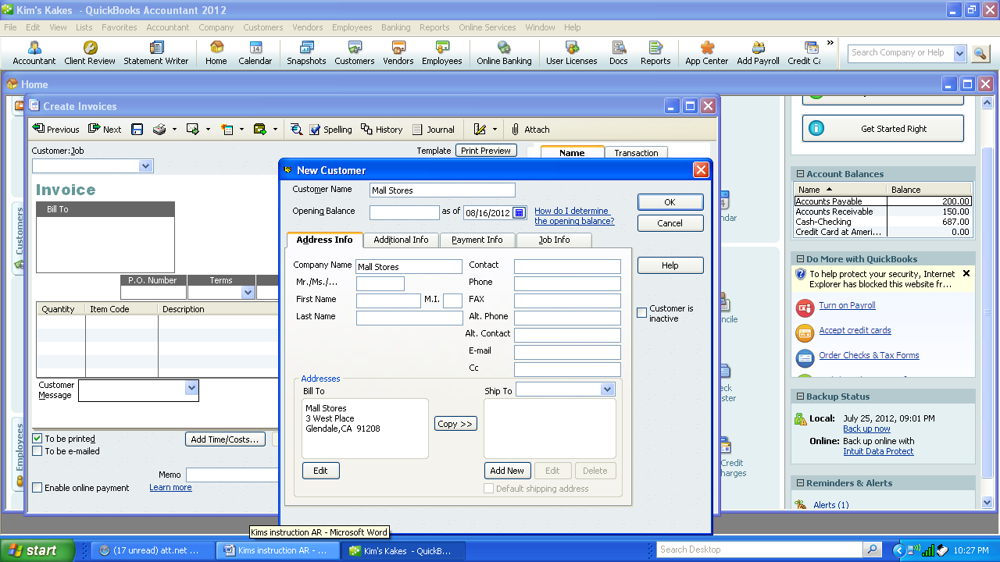 Kim's Kakes - QuickBooks Accountant 2012
File Edit View Lists Favorites Accountant Company Customers Vendors Employees Banking Reports Online Services Window Help
Accountant Client Review Statement Writer Home Snapshots Customers Vendors Employees Online Banking User Licenses Docs Reports App Center Add Payroll
Search Company or Help
Home
Create Invoices
Previous Next Spelling History Journal Attach
Customer:Job
Template Print Preview
Name Transaction
Invoice
Bill To
P.O. Number Terms
Quantity Item Code Description
Customer
Message
To be printed
To be e-mailed
Add Time/Costs...
Memo
Enable online payment Learn more
Customers
Employees
New Customer
Customer Name Mall Stores
Opening Balance as of 08/16/2012
How do I determine
the opening balance?
OK
Cancel
Help
Customer is
inactive
Address Info Additional Info Payment Info Job Info
Company Name Mall Stores Contact
Mr./Ms./... Phone
First Name M.I. FAX
Last Name Alt. Phone
Alt. Contact
E-mail
Cc
Addresses
Bill To Ship To
Mall Stores
3 West Place
Glendale,CA 91208
Copy >>
Edit Add New Edit Delete
Default shipping address
Get Started Right
Account Balances
Name Balance
Accounts Payable 200.00
Accounts Receivable 150.00
Cash-Checking 687.00
Credit Card at Ameri... 0.00
Do More with QuickBooks
To help protect your security, Internet
Explorer has blocked this website fr...
Turn on Payroll
Accept credit cards
Order Checks & Tax Forms
Backup Status
Local: July 25, 2012, 09:01 PM
Back up now
Online: Back up online with
Intuit Data Protect
Reminders & Alerts
Alerts (1)
Kims instruction AR - Microsoft Word
start (17 unread) att.net ... Kims instruction AR - ... Kim's Kakes - QuickB... Search Desktop 10:27 PM